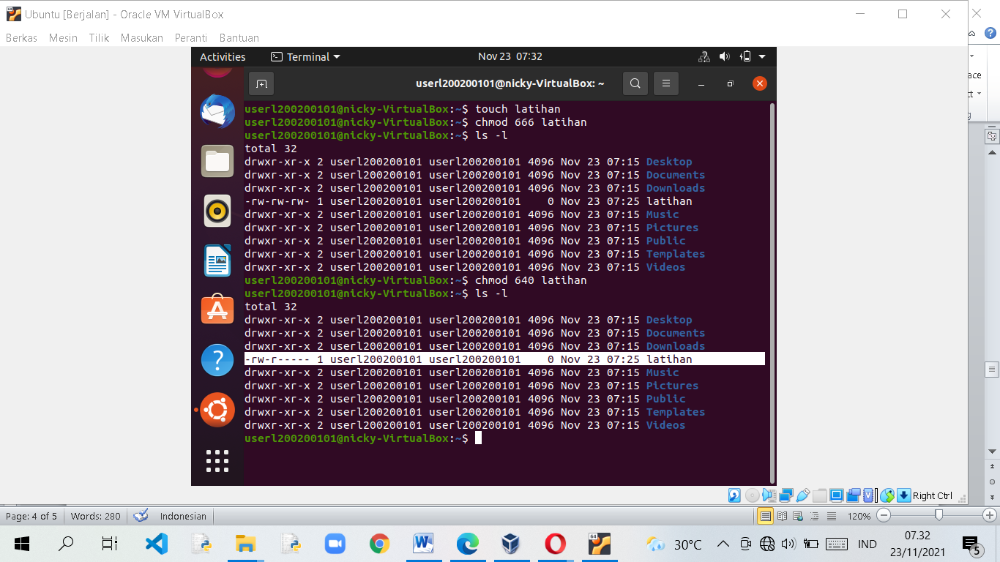 Ubuntu [Berjalan] - Oracle VM VirtualBox
Berkas Mesin Tilik Masukan Peranti Bantuan
Activities Terminal Nov 23 07:32
userl200200101@nicky-VirtualBox: ~
userl200200101@nicky-VirtualBox:~$ touch latihan
userl200200101@nicky-VirtualBox:~$ chmod 666 latihan
userl200200101@nicky-VirtualBox:~$ ls -l
total 32
drwxr-xr-x 2 userl200200101 userl200200101 4096 Nov 23 07:15 Desktop
drwxr-xr-x 2 userl200200101 userl200200101 4096 Nov 23 07:15 Documents
drwxr-xr-x 2 userl200200101 userl200200101 4096 Nov 23 07:15 Downloads
-rw-rw-rw- 1 userl200200101 userl200200101    0 Nov 23 07:25 latihan
drwxr-xr-x 2 userl200200101 userl200200101 4096 Nov 23 07:15 Music
drwxr-xr-x 2 userl200200101 userl200200101 4096 Nov 23 07:15 Pictures
drwxr-xr-x 2 userl200200101 userl200200101 4096 Nov 23 07:15 Public
drwxr-xr-x 2 userl200200101 userl200200101 4096 Nov 23 07:15 Templates
drwxr-xr-x 2 userl200200101 userl200200101 4096 Nov 23 07:15 Videos
userl200200101@nicky-VirtualBox:~$ chmod 640 latihan
userl200200101@nicky-VirtualBox:~$ ls -l
total 32
drwxr-xr-x 2 userl200200101 userl200200101 4096 Nov 23 07:15 Desktop
drwxr-xr-x 2 userl200200101 userl200200101 4096 Nov 23 07:15 Documents
drwxr-xr-x 2 userl200200101 userl200200101 4096 Nov 23 07:15 Downloads
-rw-r----- 1 userl200200101 userl200200101    0 Nov 23 07:25 latihan
drwxr-xr-x 2 userl200200101 userl200200101 4096 Nov 23 07:15 Music
drwxr-xr-x 2 userl200200101 userl200200101 4096 Nov 23 07:15 Pictures
drwxr-xr-x 2 userl200200101 userl200200101 4096 Nov 23 07:15 Public
drwxr-xr-x 2 userl200200101 userl200200101 4096 Nov 23 07:15 Templates
drwxr-xr-x 2 userl200200101 userl200200101 4096 Nov 23 07:15 Videos
userl200200101@nicky-VirtualBox:~$
Right Ctrl
Page: 4 of 5 Words: 280 Indonesian 120%
30°C IND 07.32
23/11/2021 5